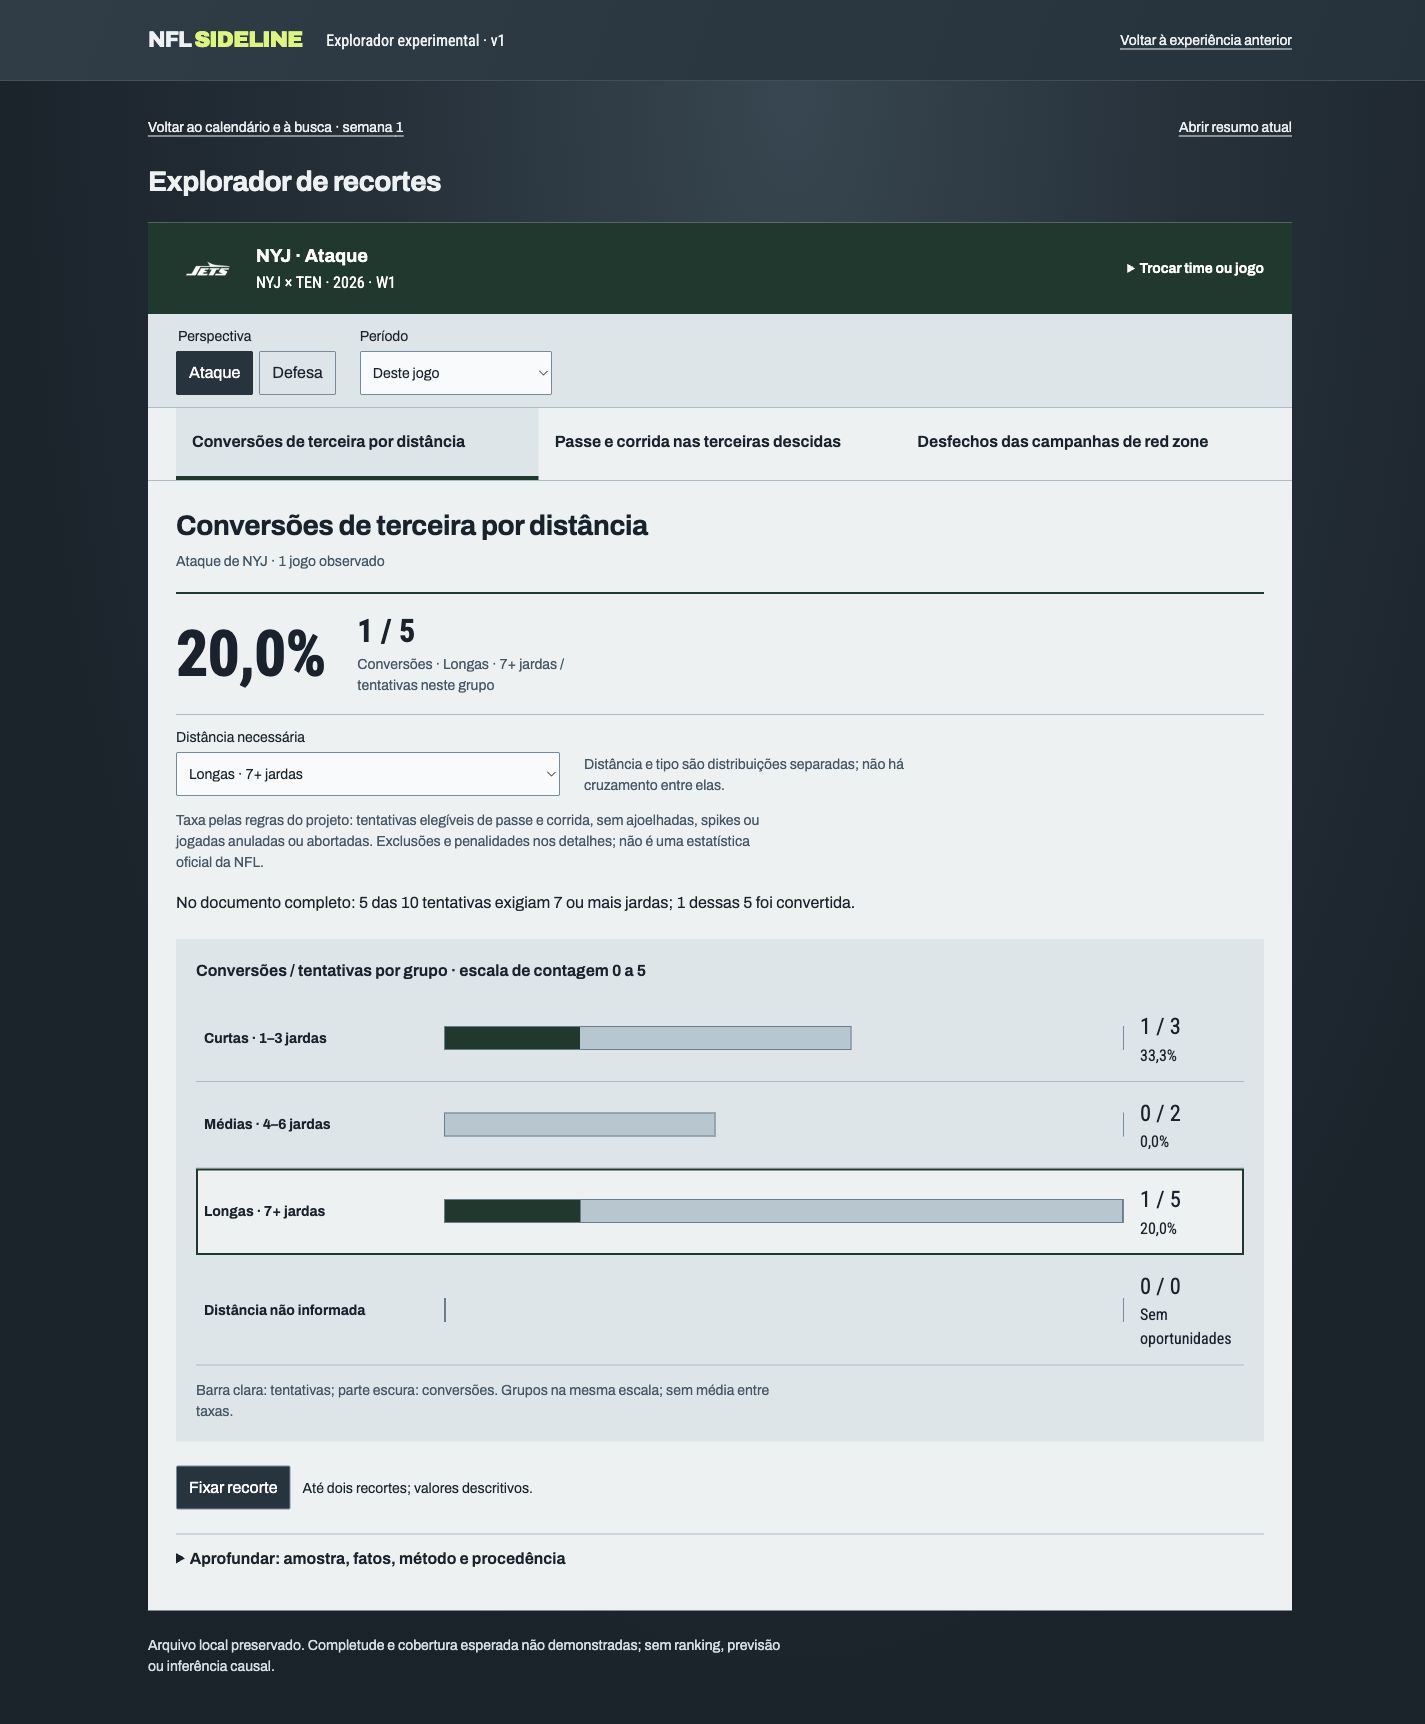 NFL SIDELINE
Explorador experimental · v1
Voltar à experiência anterior
Voltar ao calendário e à busca · semana 1
Abrir resumo atual
Explorador de recortes
JETS
NYJ · Ataque
NYJ × TEN · 2026 · W1
Trocar time ou jogo
Perspectiva
Período
Ataque
Defesa
Deste jogo
Conversões de terceira por distância
Passe e corrida nas terceiras descidas
Desfechos das campanhas de red zone
Conversões de terceira por distância
Ataque de NYJ · 1 jogo observado
20,0%
1 / 5
Conversões · Longas · 7+ jardas /
tentativas neste grupo
Distância necessária
Longas · 7+ jardas
Distância e tipo são distribuições separadas; não há
cruzamento entre elas.
Taxa pelas regras do projeto: tentativas elegíveis de passe e corrida, sem ajoelhadas, spikes ou
jogadas anuladas ou abortadas. Exclusões e penalidades nos detalhes; não é uma estatística
oficial da NFL.
No documento completo: 5 das 10 tentativas exigiam 7 ou mais jardas; 1 dessas 5 foi convertida.
Conversões / tentativas por grupo · escala de contagem 0 a 5
Curtas · 1–3 jardas
1 / 3
33,3%
Médias · 4–6 jardas
0 / 2
0,0%
Longas · 7+ jardas
1 / 5
20,0%
Distância não informada
0 / 0
Sem
oportunidades
Barra clara: tentativas; parte escura: conversões. Grupos na mesma escala; sem média entre
taxas.
Fixar recorte
Até dois recortes; valores descritivos.
Aprofundar: amostra, fatos, método e procedência
Arquivo local preservado. Completude e cobertura esperada não demonstradas; sem ranking, previsão
ou inferência causal.